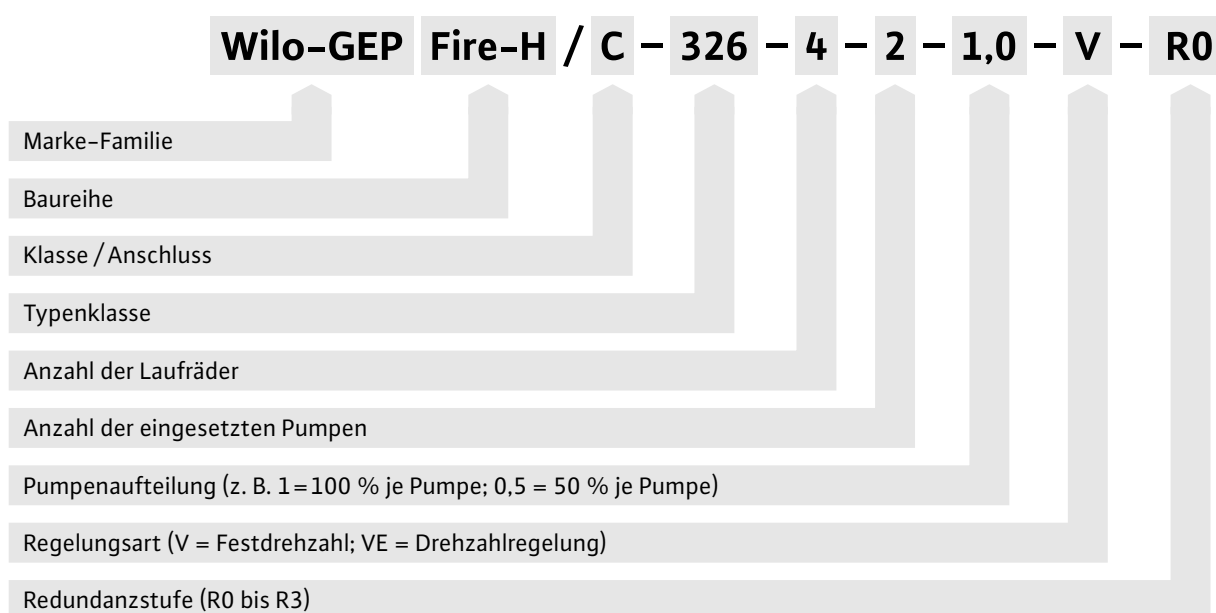 Wilo-GEP Fire-H / C - 326 - 4 - 2 - 1,0 - V - R0
Marke-Familie
Baureihe
Klasse / Anschluss
Typenklasse
Anzahl der Laufräder
Anzahl der eingesetzten Pumpen
Pumpenaufteilung (z. B. 1=100 % je Pumpe; 0,5 = 50 % je Pumpe)
Regelungsart (V = Festdrehzahl; VE = Drehzahlregelung)
Redundanzstufe (R0 bis R3)